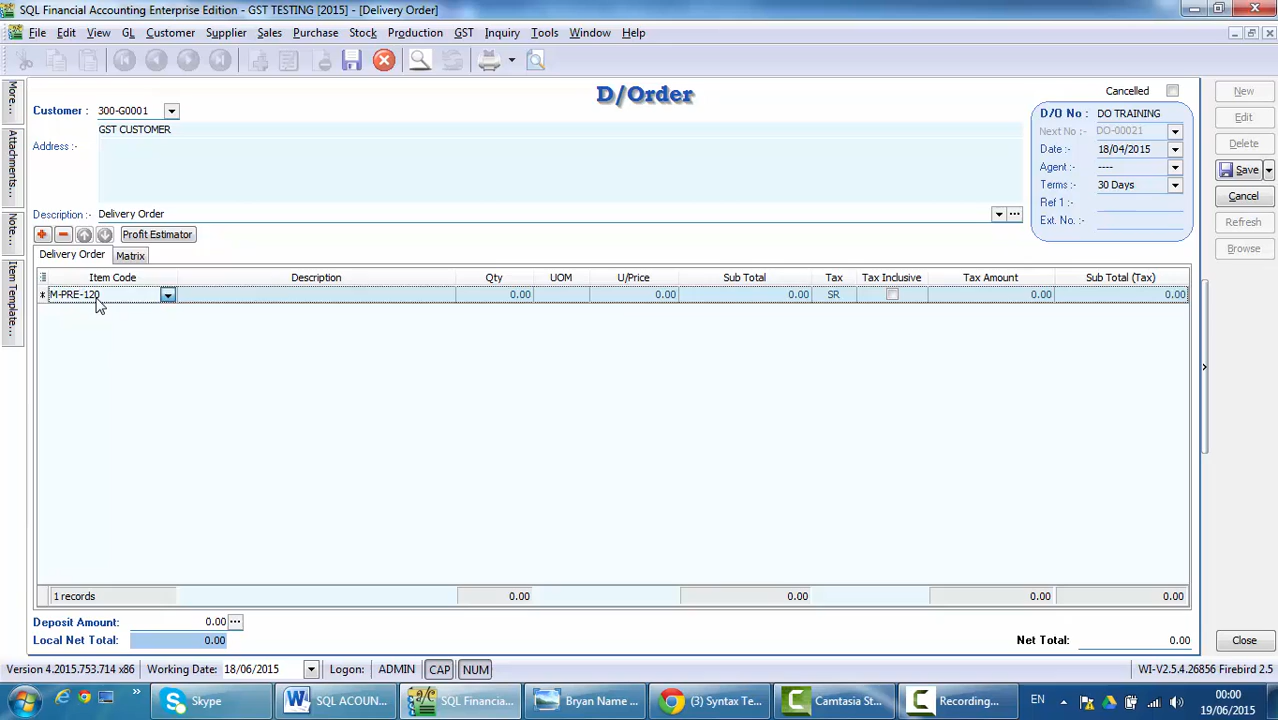 SQL Financial Accounting Enterprise Edition - GST TESTING [2015] - [Delivery Order]
File Edit View GL Customer Supplier Sales Purchase Stock Production GST Inquiry Tools Window Help
D/Order
More...
Attachments...
Note...
Item Template...
Customer : 300-G0001
GST CUSTOMER
Address :-
Description :- Delivery Order
Cancelled
D/O No : DO TRAINING
Next No :- DO-00021
Date :- 18/04/2015
Agent :- ----
Terms :- 30 Days
Ref 1 :-
Ext. No. :-
New
Edit
Delete
Save
Cancel
Refresh
Browse
Profit Estimator
Delivery Order Matrix
Item Code Description Qty UOM U/Price Sub Total Tax Tax Inclusive Tax Amount Sub Total (Tax)
M-PRE-120 0.00 0.00 0.00 SR 0.00 0.00
1 records 0.00 0.00 0.00 0.00
Deposit Amount: 0.00
Local Net Total: 0.00
Net Total: 0.00
Close
Version 4.2015.753.714 x86 Working Date: 18/06/2015 Logon: ADMIN CAP NUM WI-V2.5.4.26856 Firebird 2.5
Skype SQL ACOUN... SQL Financia... Bryan Name ... (3) Syntax Te... Camtasia St... Recording... EN 00:00
19/06/2015